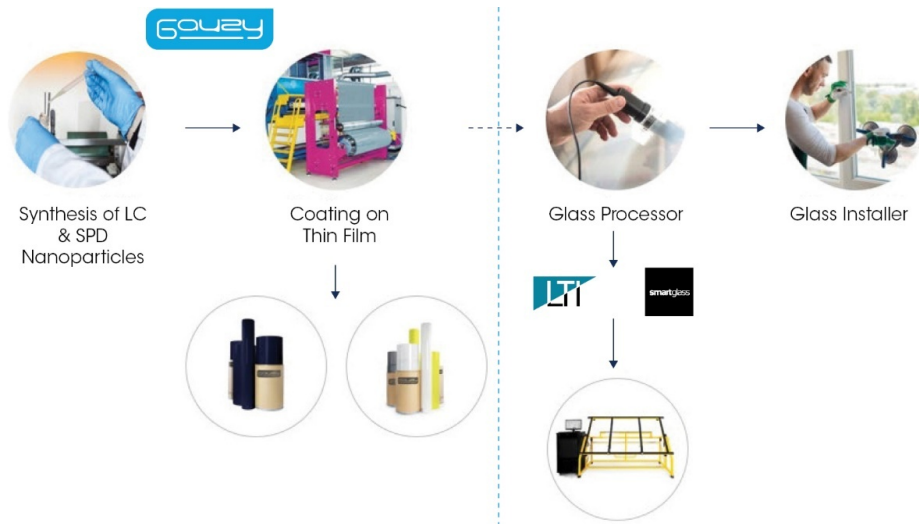 Gauzy
Synthesis of LC
& SPD
Nanoparticles
Coating on
Thin Film
Glass Processor
Glass Installer
LTI
smartglass